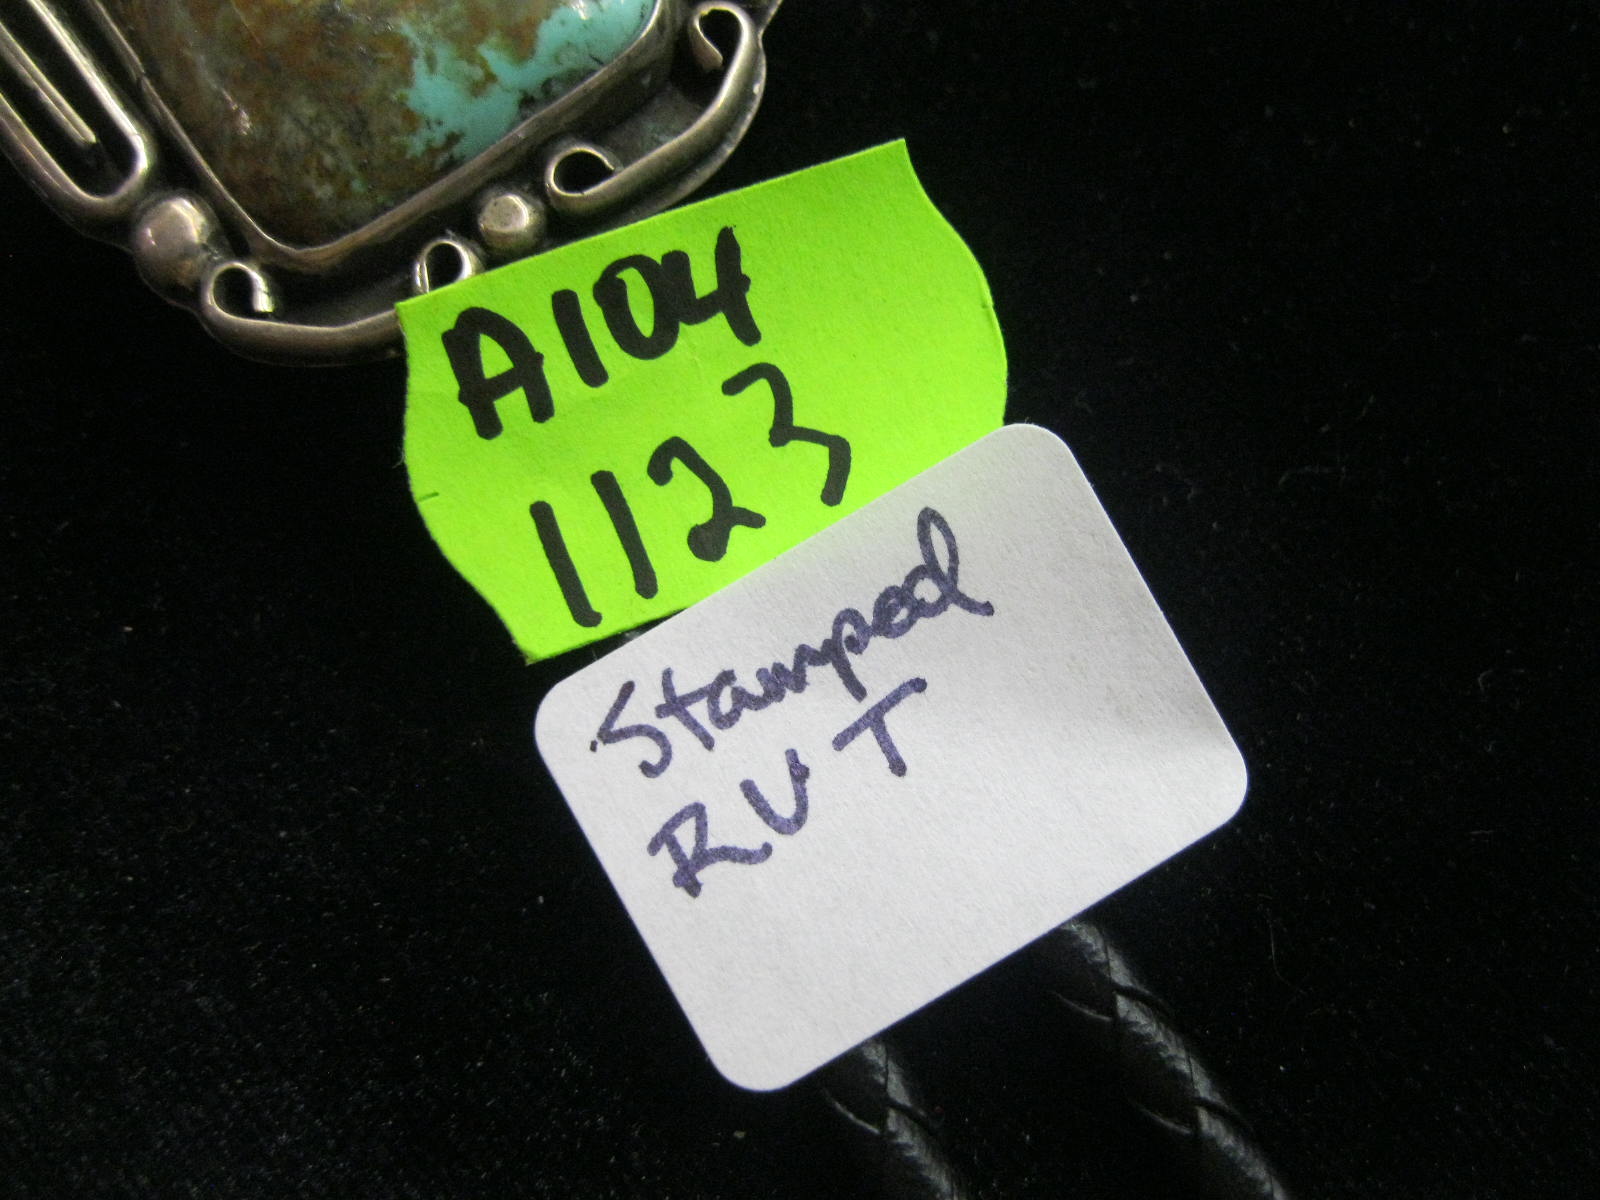 A104
1123
Stamped
RVT